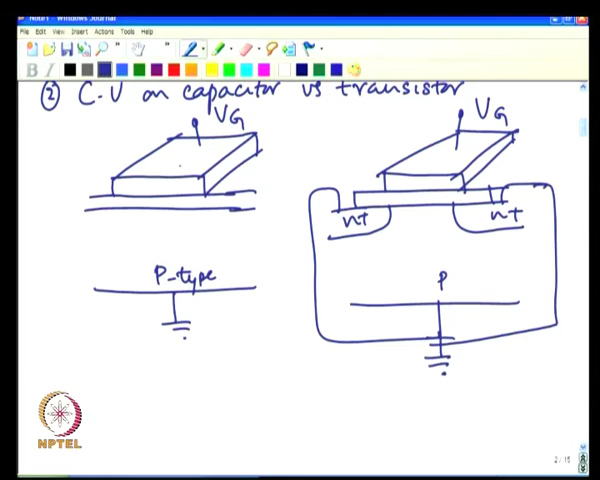 Note1 - Windows Journal
File Edit View Insert Actions Tools Help
B I
② C-V on capacitor vs transistor
VG VG
n+ n+
P-type P
NPTEL
2 / 15